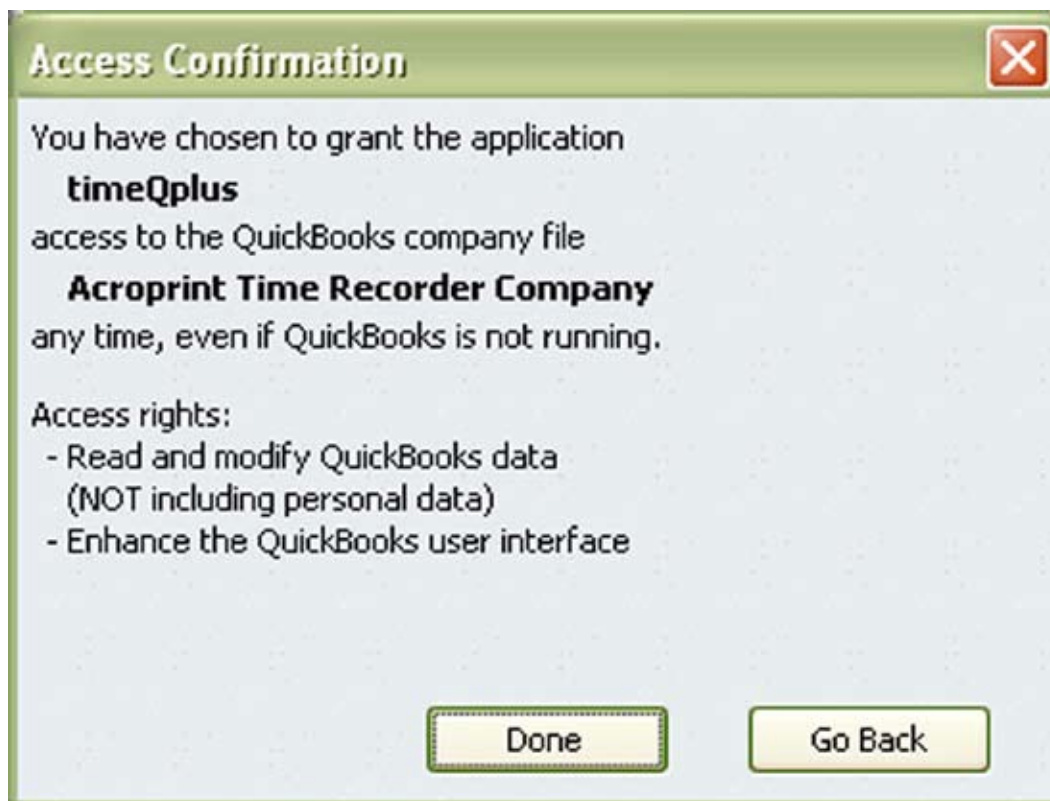 Access Confirmation
You have chosen to grant the application
timeQplus
access to the QuickBooks company file
Acroprint Time Recorder Company
any time, even if QuickBooks is not running.
Access rights:
- Read and modify QuickBooks data
(NOT including personal data)
- Enhance the QuickBooks user interface
Done
Go Back